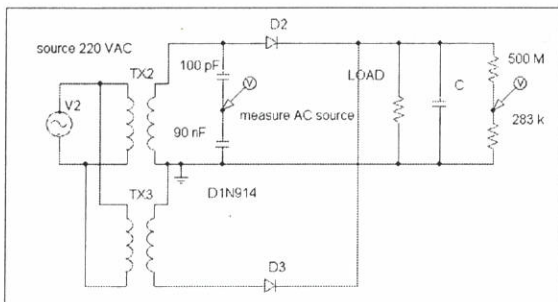 D2
source 220 VAC
TX2
100 pF
LOAD
500 M
V
V2
C
V
measure AC source
90 nF
283 k
TX3
D1N914
D3